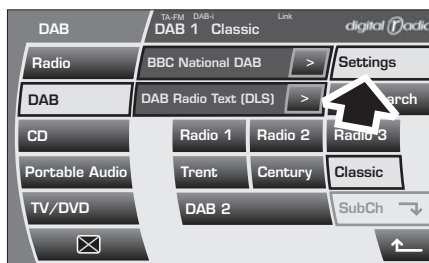 DAB
TA-FM DAB-i Link
DAB 1 Classic
digital radio
Radio
BBC National DAB >
Settings
DAB
DAB Radio Text (DLS) >
arch
CD
Radio 1
Radio 2
Radio 3
Portable Audio
Trent
Century
Classic
TV/DVD
DAB 2
SubCh